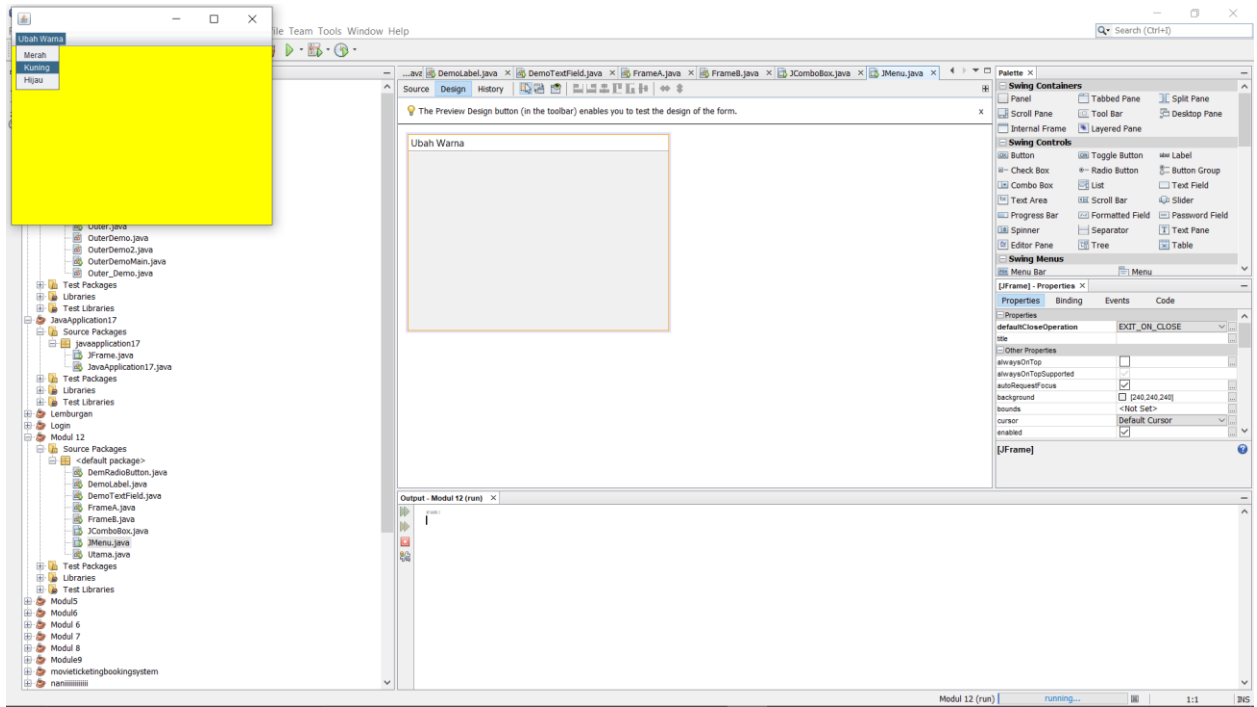 Ubah Warna
Merah
Kuning
Hijau
ile Team Tools Window Help
Search (Ctrl+I)
...ava DemoLabel.java × DemoTextField.java × FrameA.java × FrameB.java × JComboBox.java × JMenu.java ×
Source Design History
The Preview Design button (in the toolbar) enables you to test the design of the form. x
Ubah Warna
Outer.java
OuterDemo.java
OuterDemo2.java
OuterDemoMain.java
Outer_Demo.java
Test Packages
Libraries
Test Libraries
JavaApplication17
Source Packages
javaapplication17
JFrame.java
JavaApplication17.java
Test Packages
Libraries
Test Libraries
Lemburgan
Login
Modul 12
Source Packages
<default package>
DemRadioButton.java
DemoLabel.java
DemoTextField.java
FrameA.java
FrameB.java
JComboBox.java
JMenu.java
Utama.java
Test Packages
Libraries
Test Libraries
Modul5
Modul6
Modul 6
Modul 7
Modul 8
Module9
movieticketingbookingsystem
Palette ×
Swing Containers
Panel Tabbed Pane Split Pane
Scroll Pane Tool Bar Desktop Pane
Internal Frame Layered Pane
Swing Controls
Button Toggle Button Label
Check Box Radio Button Button Group
Combo Box List Text Field
Text Area Scroll Bar Slider
Progress Bar Formatted Field Password Field
Spinner Separator Text Pane
Editor Pane Tree Table
Swing Menus
Menu Bar Menu
[JFrame] - Properties ×
Properties Binding Events Code
Properties
defaultCloseOperation EXIT_ON_CLOSE
title
Other Properties
alwaysOnTop
alwaysOnTopSupported
autoRequestFocus
background [240,240,240]
bounds <Not Set>
cursor Default Cursor
enabled
[JFrame]
Output - Modul 12 (run) ×
run:
Modul 12 (run) running... 1:1 INS